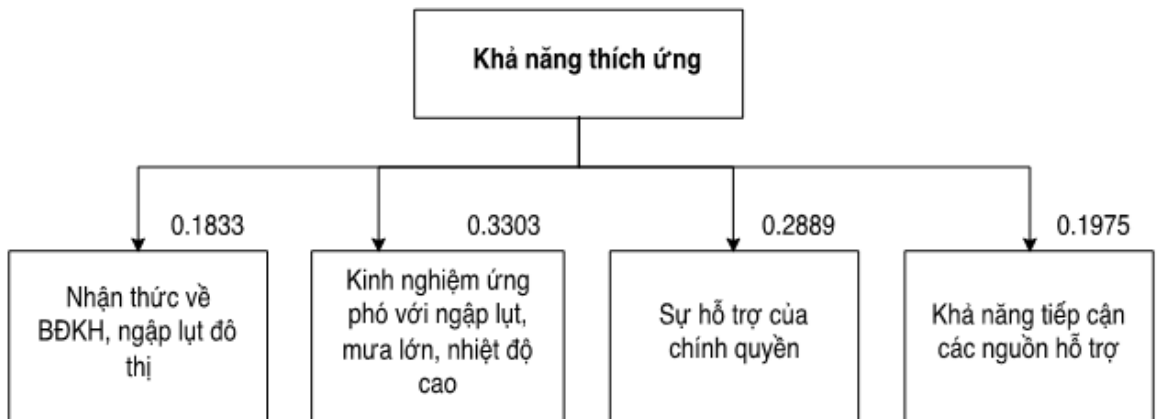 Khả năng thích ứng
0.1833
0.3303
0.2889
0.1975
Nhận thức về
BĐKH, ngập lụt đô
thị
Kinh nghiệm ứng
phó với ngập lụt,
mưa lớn, nhiệt độ
cao
Sự hỗ trợ của
chính quyền
Khả năng tiếp cận
các nguồn hỗ trợ